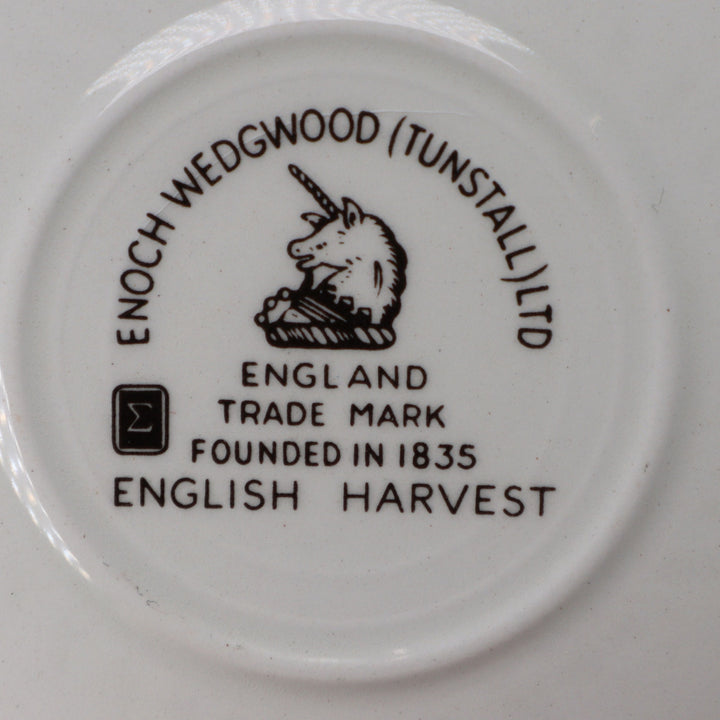 ENOCH WEDGWOOD (TUNSTALL) LTD
ENGLAND
TRADE MARK
Σ
FOUNDED IN 1835
ENGLISH HARVEST